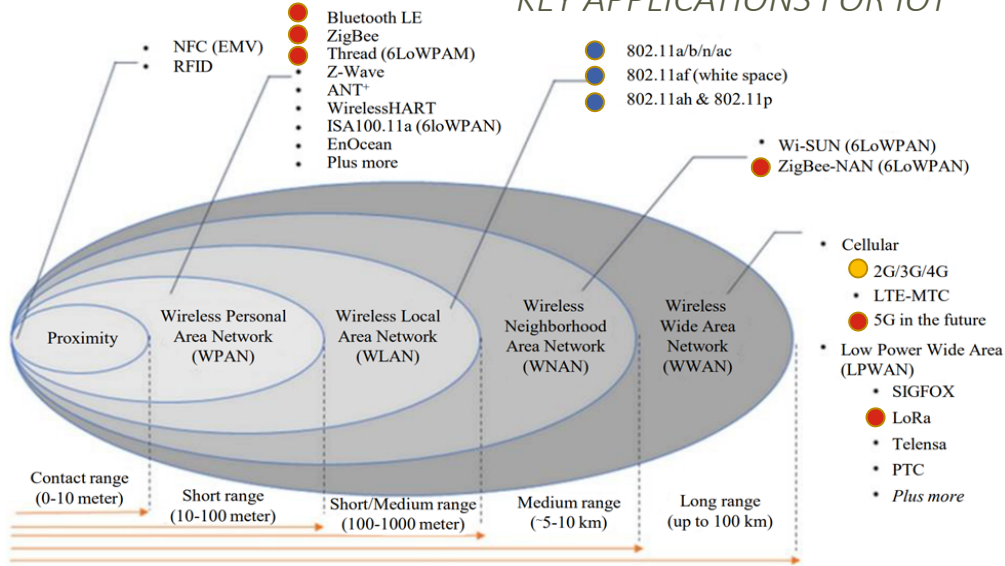 KEY APPLICATIONS FOR IOT
NFC (EMV)
RFID
Bluetooth LE
ZigBee
Thread (6LoWPAM)
Z-Wave
ANT⁺
WirelessHART
ISA100.11a (6loWPAN)
EnOcean
Plus more
802.11a/b/n/ac
802.11af (white space)
802.11ah & 802.11p
Wi-SUN (6LoWPAN)
ZigBee-NAN (6LoWPAN)
Cellular
2G/3G/4G
LTE-MTC
5G in the future
Low Power Wide Area
(LPWAN)
SIGFOX
LoRa
Telensa
PTC
Plus more
Proximity
Wireless Personal
Area Network
(WPAN)
Wireless Local
Area Network
(WLAN)
Wireless
Neighborhood
Area Network
(WNAN)
Wireless
Wide Area
Network
(WWAN)
Contact range
(0-10 meter)
Short range
(10-100 meter)
Short/Medium range
(100-1000 meter)
Medium range
(~5-10 km)
Long range
(up to 100 km)